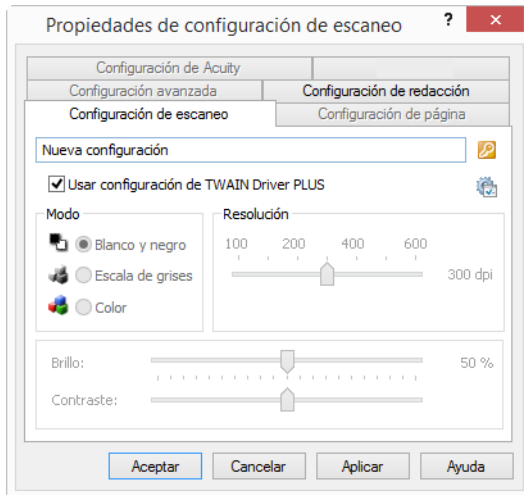 Propiedades de configuración de escaneo ? ×
Configuración de Acuity
Configuración avanzada Configuración de redacción
Configuración de escaneo Configuración de página
Nueva configuración
Usar configuración de TWAIN Driver PLUS
Modo Resolución
Blanco y negro 100 200 400 600
Escala de grises 300 dpi
Color
Brillo: 50 %
Contraste:
Aceptar Cancelar Aplicar Ayuda